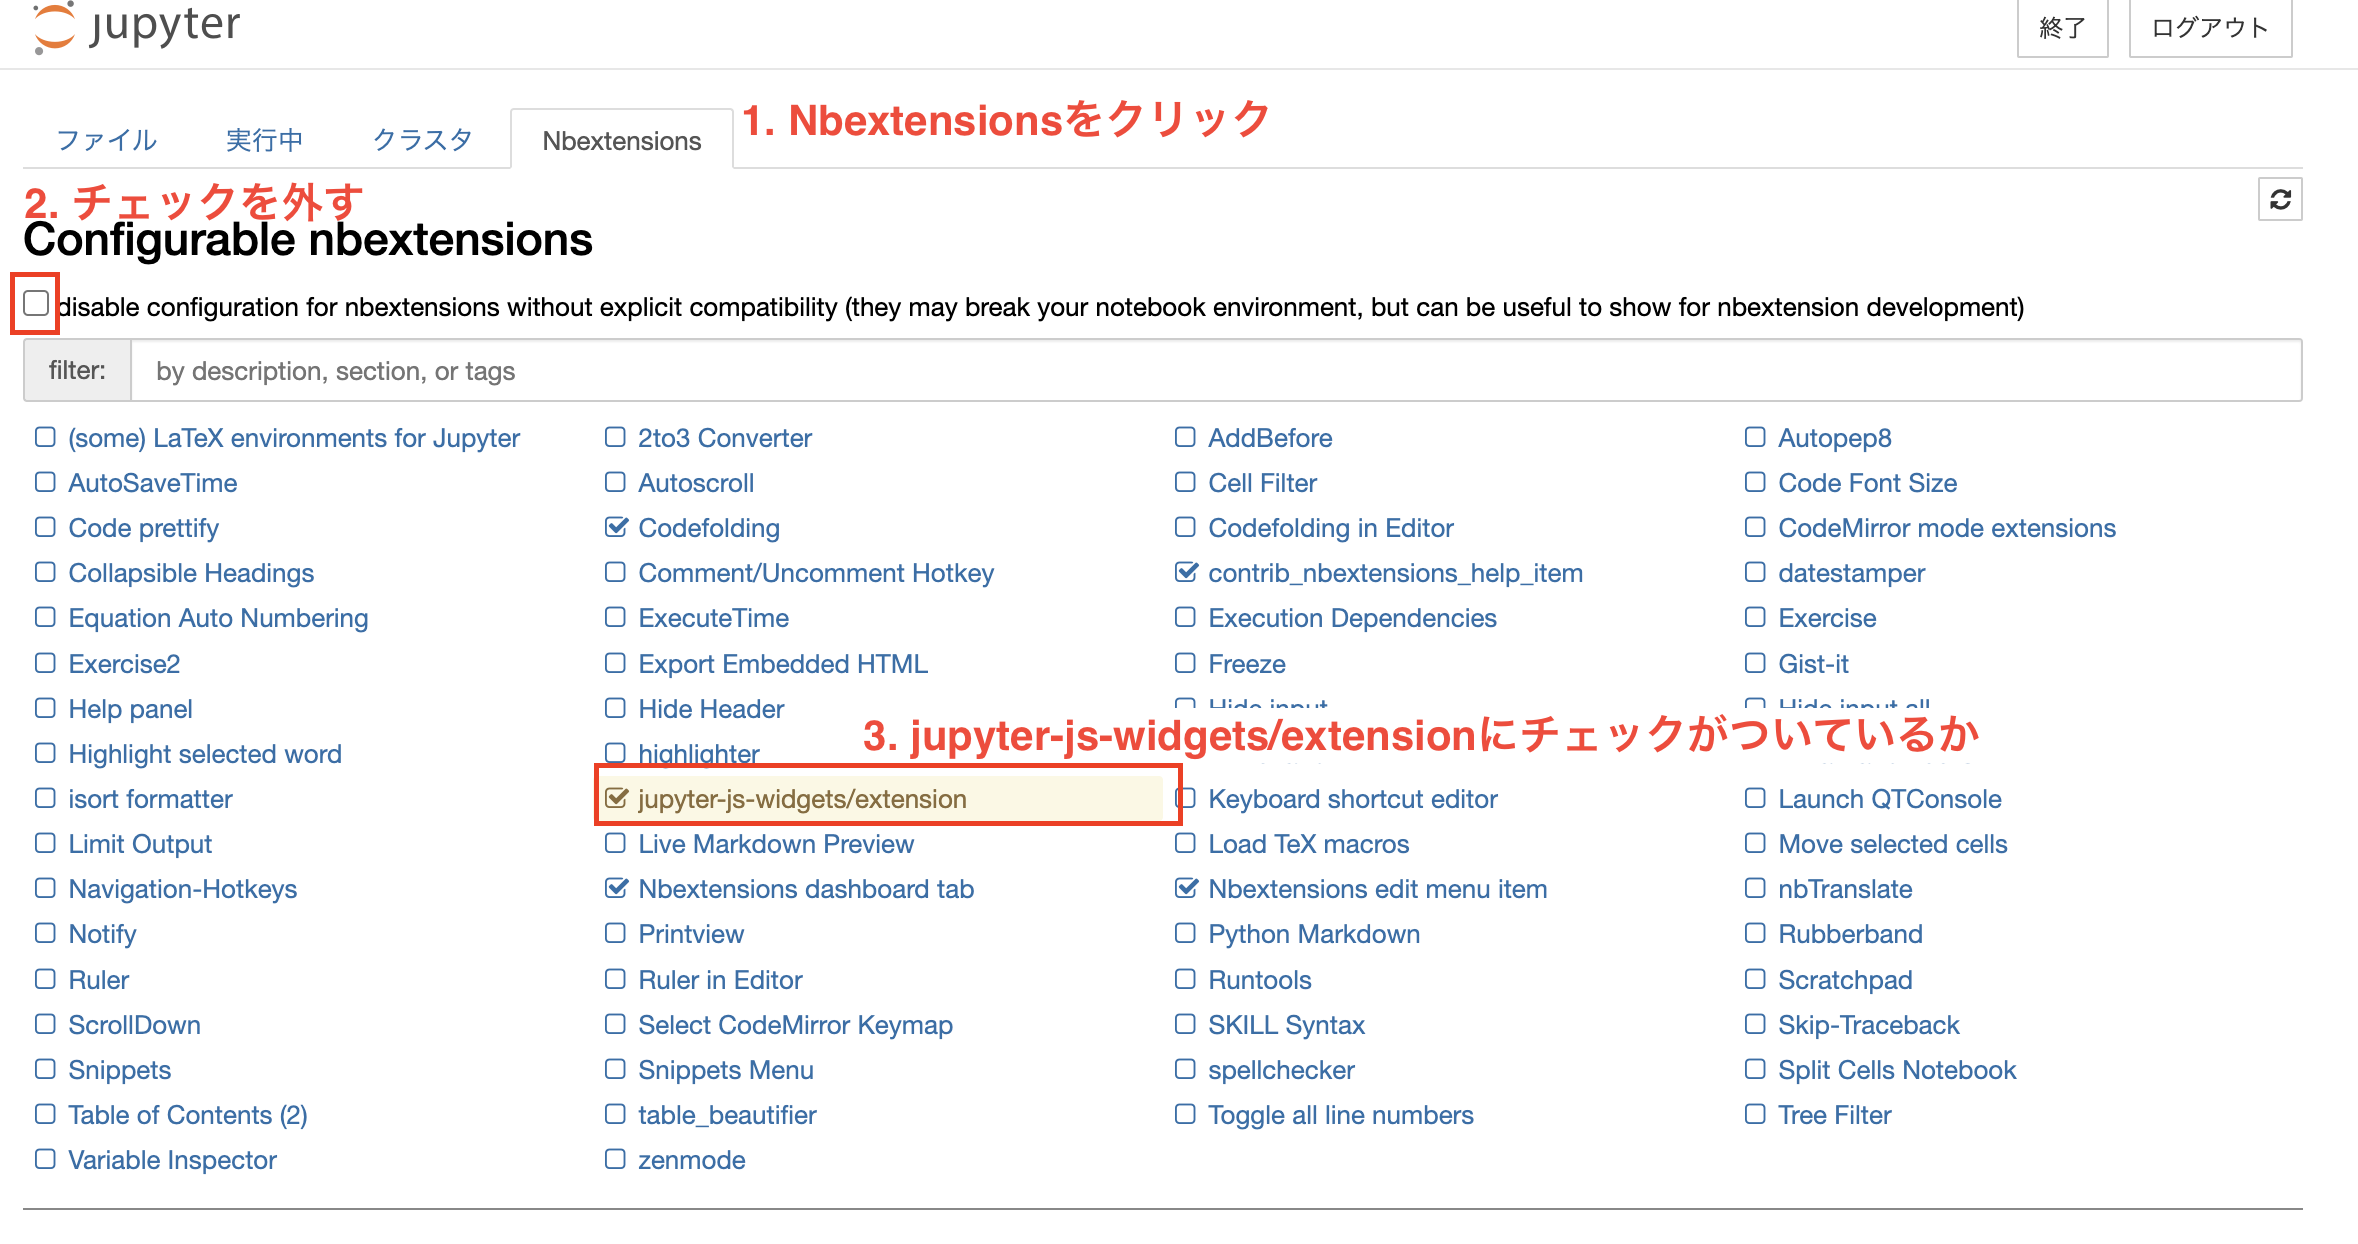 jupyter
終了 ログアウト
ファイル 実行中 クラスタ Nbextensions 1. Nbextensionsをクリック
2. チェックを外す
Configurable nbextensions
disable configuration for nbextensions without explicit compatibility (they may break your notebook environment, but can be useful to show for nbextension development)
filter: by description, section, or tags
(some) LaTeX environments for Jupyter 2to3 Converter AddBefore Autopep8
AutoSaveTime Autoscroll Cell Filter Code Font Size
Code prettify Codefolding Codefolding in Editor CodeMirror mode extensions
Collapsible Headings Comment/Uncomment Hotkey contrib_nbextensions_help_item datestamper
Equation Auto Numbering ExecuteTime Execution Dependencies Exercise
Exercise2 Export Embedded HTML Freeze Gist-it
Help panel Hide Header Hide input Hide input all
3. jupyter-js-widgets/extensionにチェックがついているか
Highlight selected word highlighter
isort formatter jupyter-js-widgets/extension Keyboard shortcut editor Launch QTConsole
Limit Output Live Markdown Preview Load TeX macros Move selected cells
Navigation-Hotkeys Nbextensions dashboard tab Nbextensions edit menu item nbTranslate
Notify Printview Python Markdown Rubberband
Ruler Ruler in Editor Runtools Scratchpad
ScrollDown Select CodeMirror Keymap SKILL Syntax Skip-Traceback
Snippets Snippets Menu spellchecker Split Cells Notebook
Table of Contents (2) table_beautifier Toggle all line numbers Tree Filter
Variable Inspector zenmode